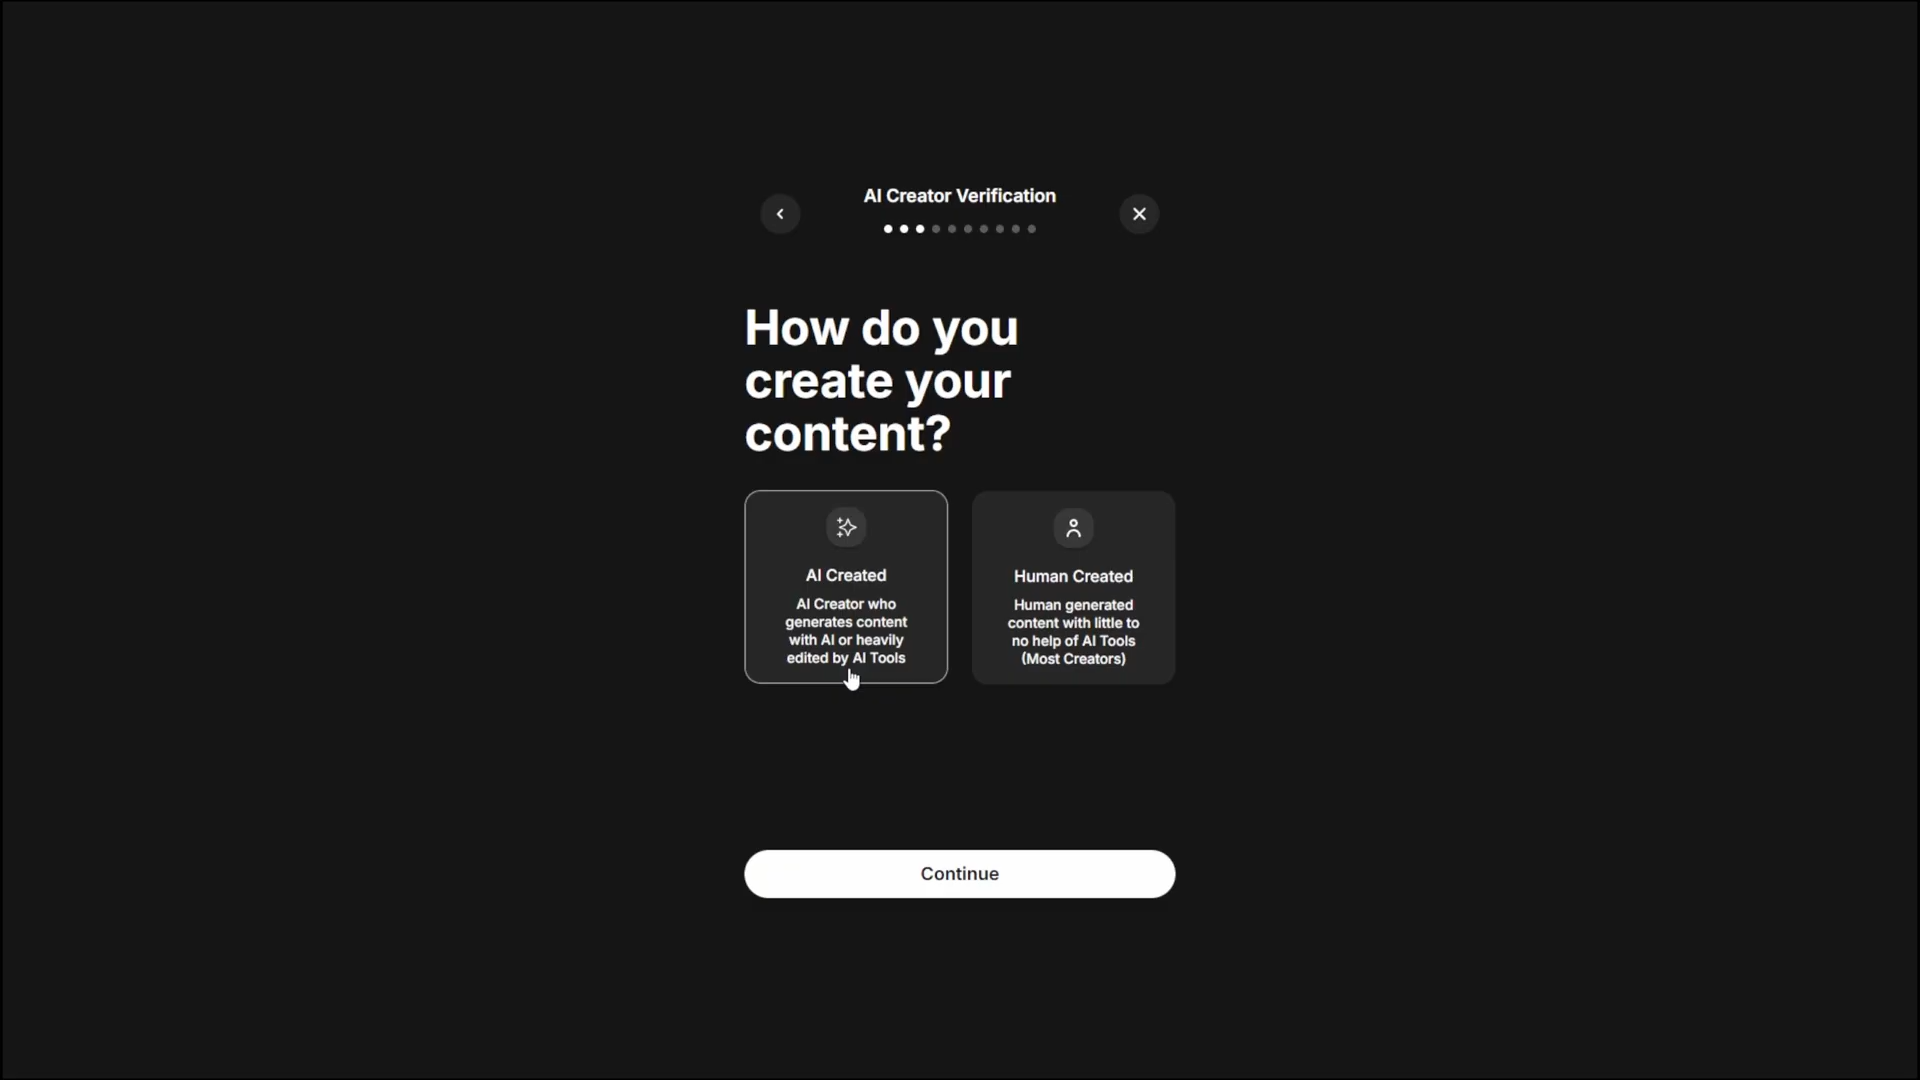 AI Creator Verification
How do you
create your
content?
AI Created
AI Creator who
generates content
with AI or heavily
edited by AI Tools
Human Created
Human generated
content with little to
no help of AI Tools
(Most Creators)
Continue